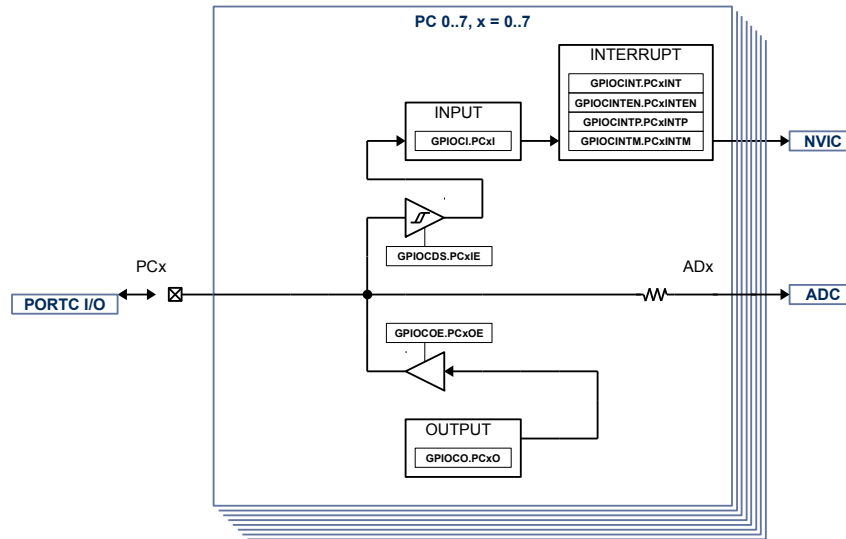 PC 0..7, x = 0..7
INTERRUPT
GPIOCINT.PCxINT
GPIOCINTEN.PCxINTEN
GPIOCINTP.PCxINTP
GPIOCINTM.PCxINTM
NVIC
INPUT
GPIOCI.PCxI
GPIOCDS.PCxIE
PCx
ADx
PORTC I/O
ADC
GPIOCOE.PCxOE
OUTPUT
GPIOCO.PCxO